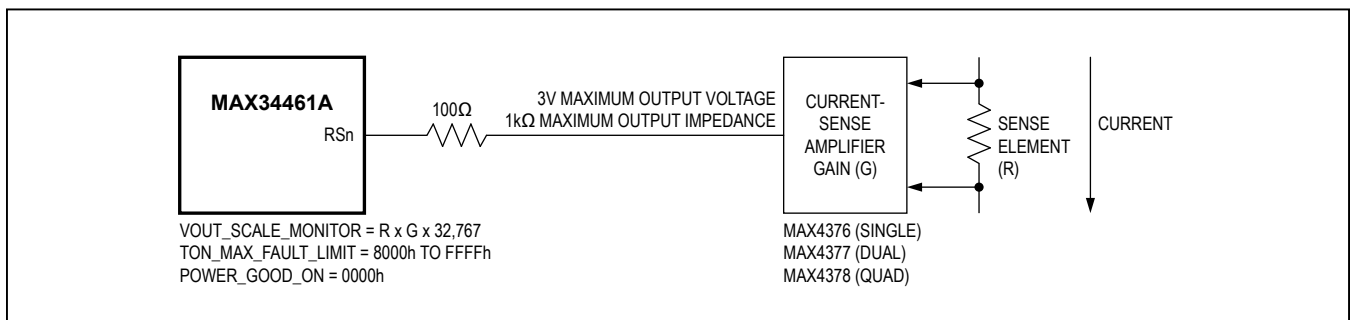 MAX34461A
RSn
100Ω
3V MAXIMUM OUTPUT VOLTAGE
1kΩ MAXIMUM OUTPUT IMPEDANCE
CURRENT-
SENSE
AMPLIFIER
GAIN (G)
SENSE
ELEMENT
(R)
CURRENT
VOUT_SCALE_MONITOR = R x G x 32,767
TON_MAX_FAULT_LIMIT = 8000h TO FFFFh
POWER_GOOD_ON = 0000h
MAX4376 (SINGLE)
MAX4377 (DUAL)
MAX4378 (QUAD)